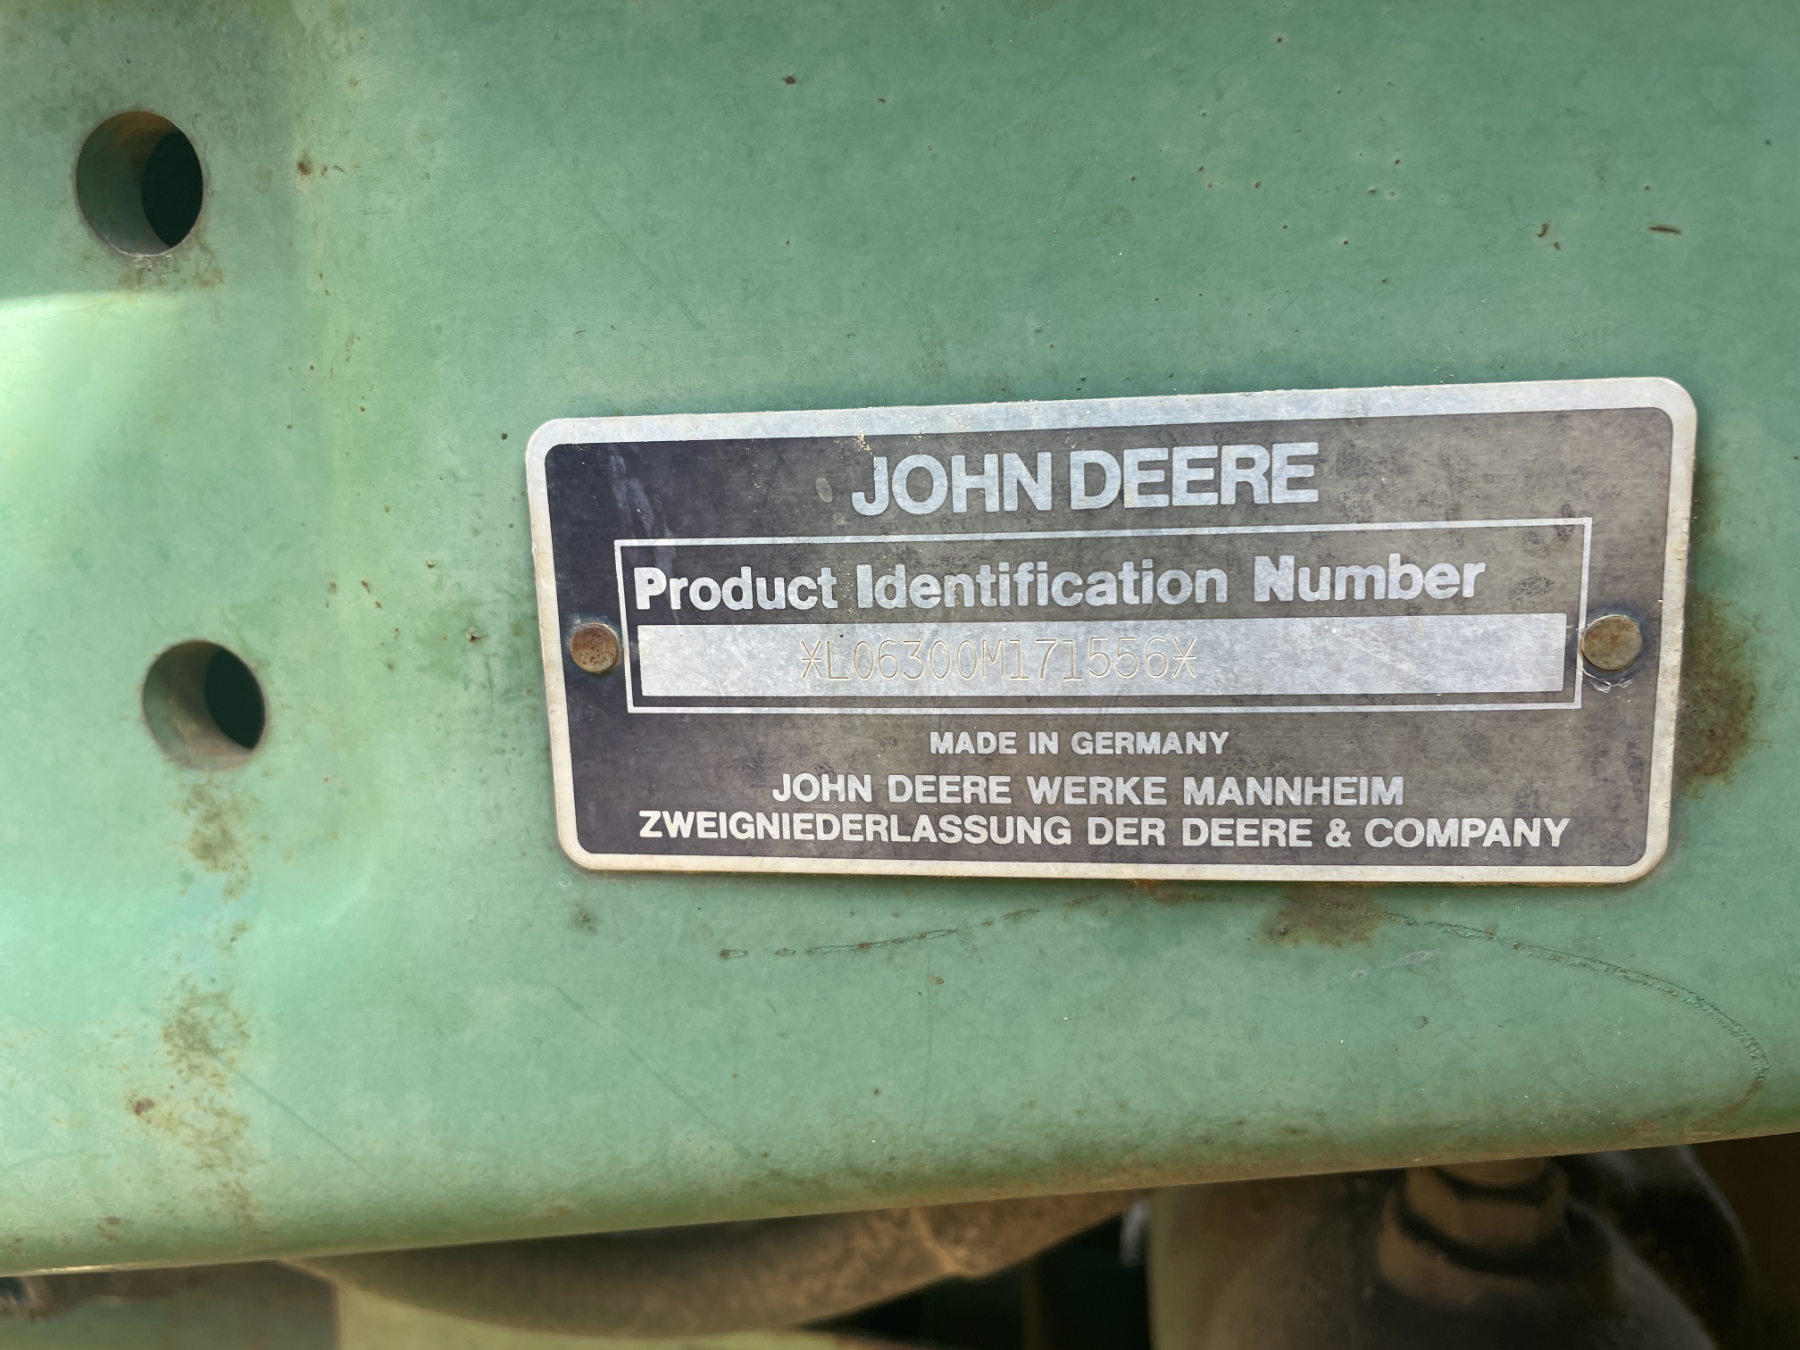 JOHN DEERE
Product Identification Number
*L06300M171556*
MADE IN GERMANY
JOHN DEERE WERKE MANNHEIM
ZWEIGNIEDERLASSUNG DER DEERE & COMPANY